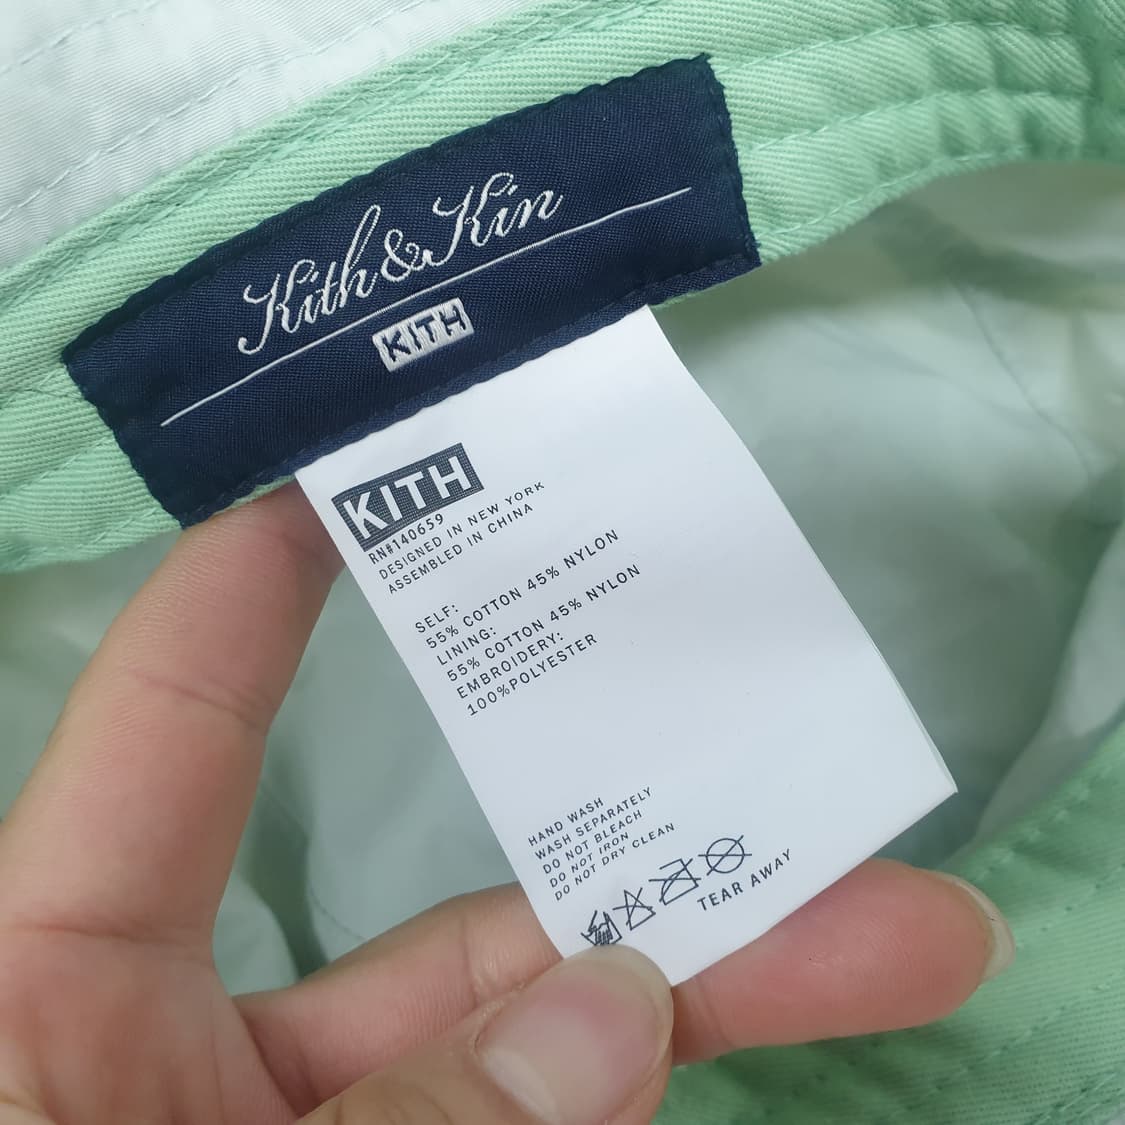 Kith&Kin
KITH
KITH
RN#140659
DESIGNED IN NEW YORK
ASSEMBLED IN CHINA
SELF:
55% COTTON 45% NYLON
LINING:
55% COTTON 45% NYLON
EMBROIDERY:
100%POLYESTER
HAND WASH
WASH SEPARATELY
DO NOT BLEACH
DO NOT IRON
DO NOT DRY CLEAN
TEAR AWAY